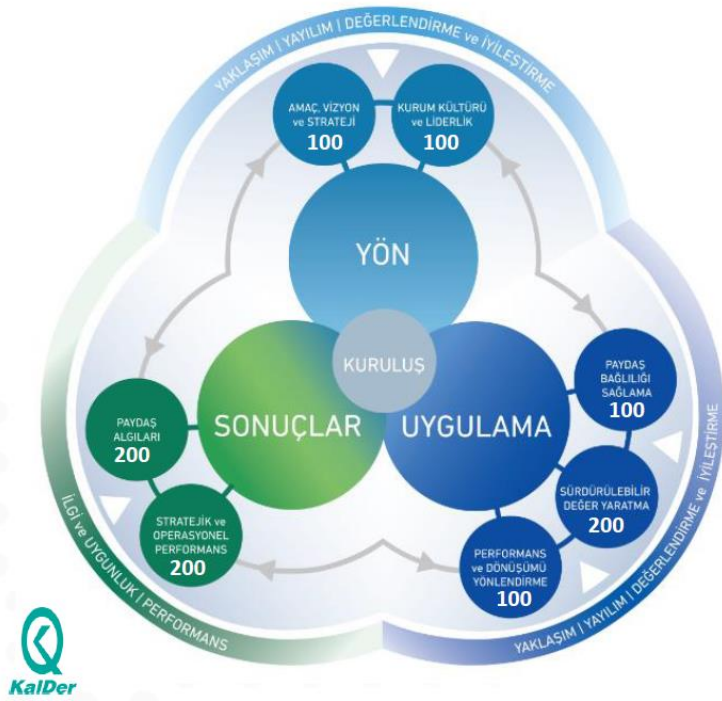 YAKLAŞIM | YAYILIM | DEĞERLENDİRME ve İYİLEŞTİRME
AMAÇ, VİZYON
ve STRATEJİ
100
KURUM KÜLTÜRÜ
ve LİDERLİK
100
YÖN
KURULUŞ
SONUÇLAR
UYGULAMA
PAYDAŞ
BAĞLILIĞI
SAĞLAMA
100
SÜRDÜRÜLEBİLİR
DEĞER YARATMA
200
PERFORMANS
ve DÖNÜŞÜMÜ
YÖNLENDİRME
100
PAYDAŞ
ALGILARI
200
STRATEJİK ve
OPERASYONEL
PERFORMANS
200
İLGİ ve UYGUNLUK | PERFORMANS
YAKLAŞIM | YAYILIM | DEĞERLENDİRME ve İYİLEŞTİRME
KalDer